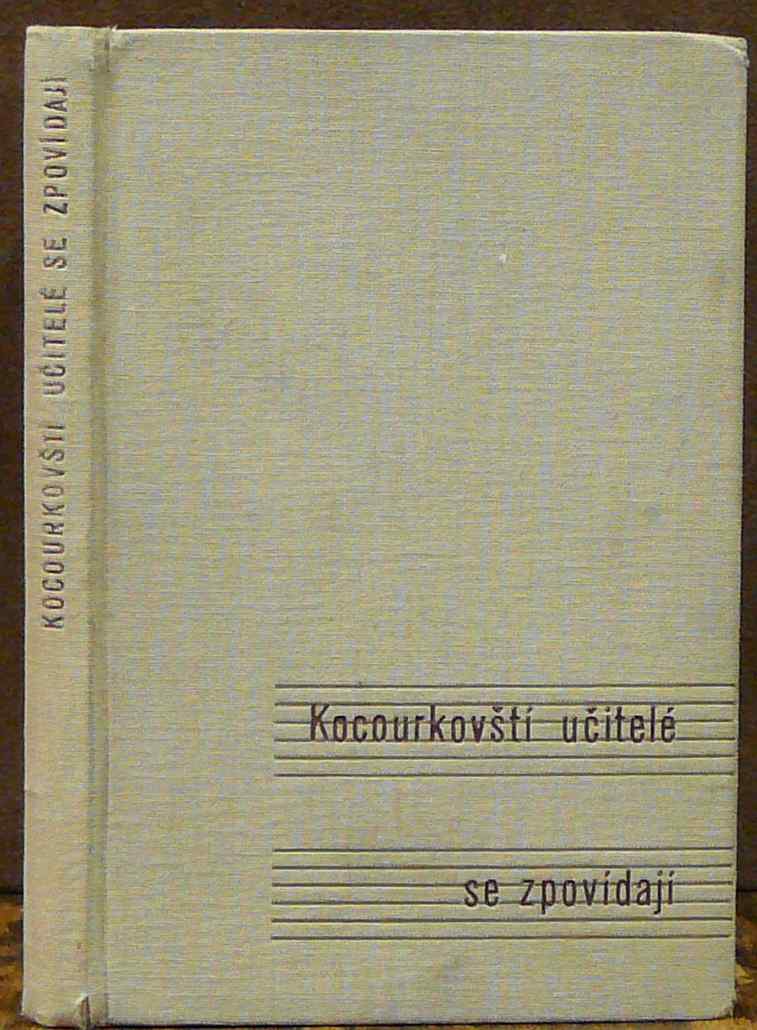 KOCOURKOVŠTÍ UČITELÉ SE ZPOVÍDAJÍ
Kocourkovští učitelé
se zpovídají